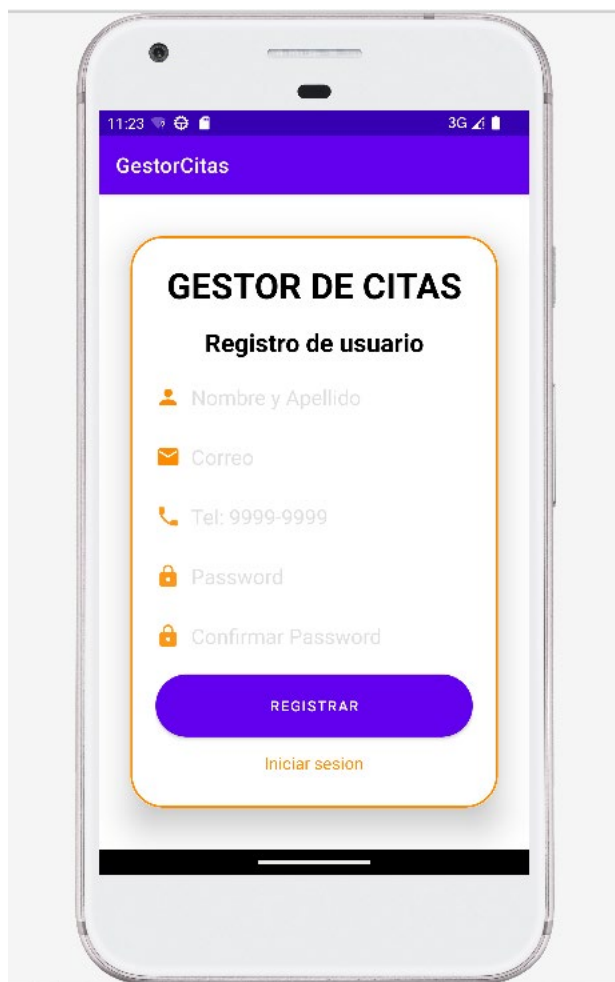 11:23
3G
GestorCitas
GESTOR DE CITAS
Registro de usuario
Nombre y Apellido
Correo
Tel: 9999-9999
Password
Confirmar Password
REGISTRAR
Iniciar sesion